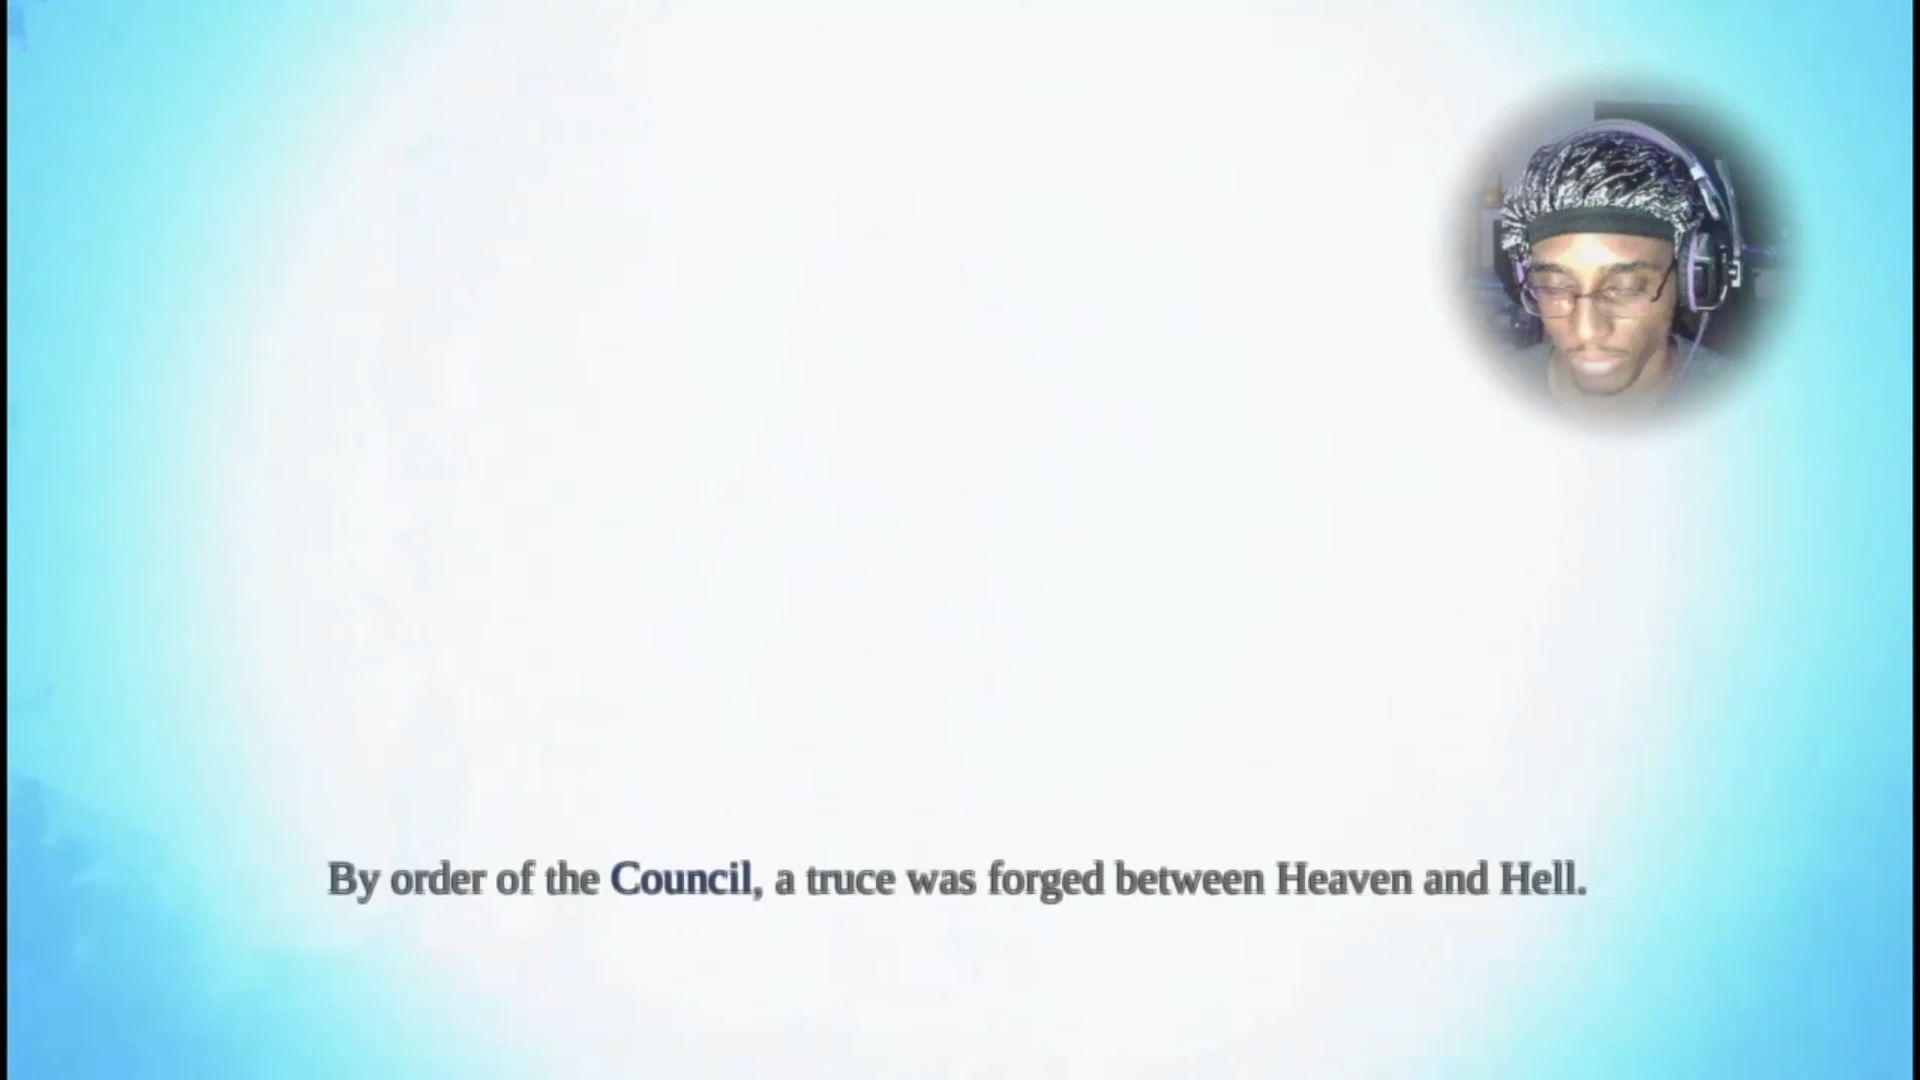 By order of the Council, a truce was forged between Heaven and Hell.